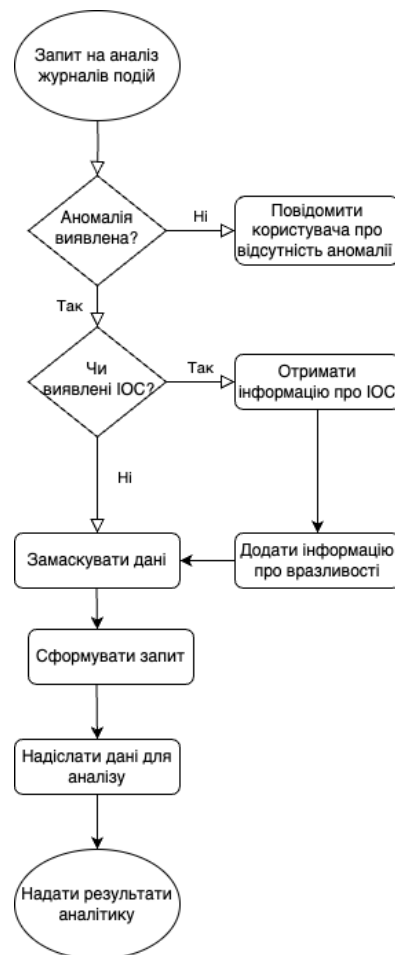 Запит на аналіз
журналів подій
Аномалія
виявлена?
Ні
Повідомити
користувача про
відсутність аномалії
Так
Чи
виявлені IOC?
Так
Отримати
інформацію про IOC
Ні
Замаскувати дані
Додати інформацію
про вразливості
Сформувати запит
Надіслати дані для
аналізу
Надати результати
аналітику